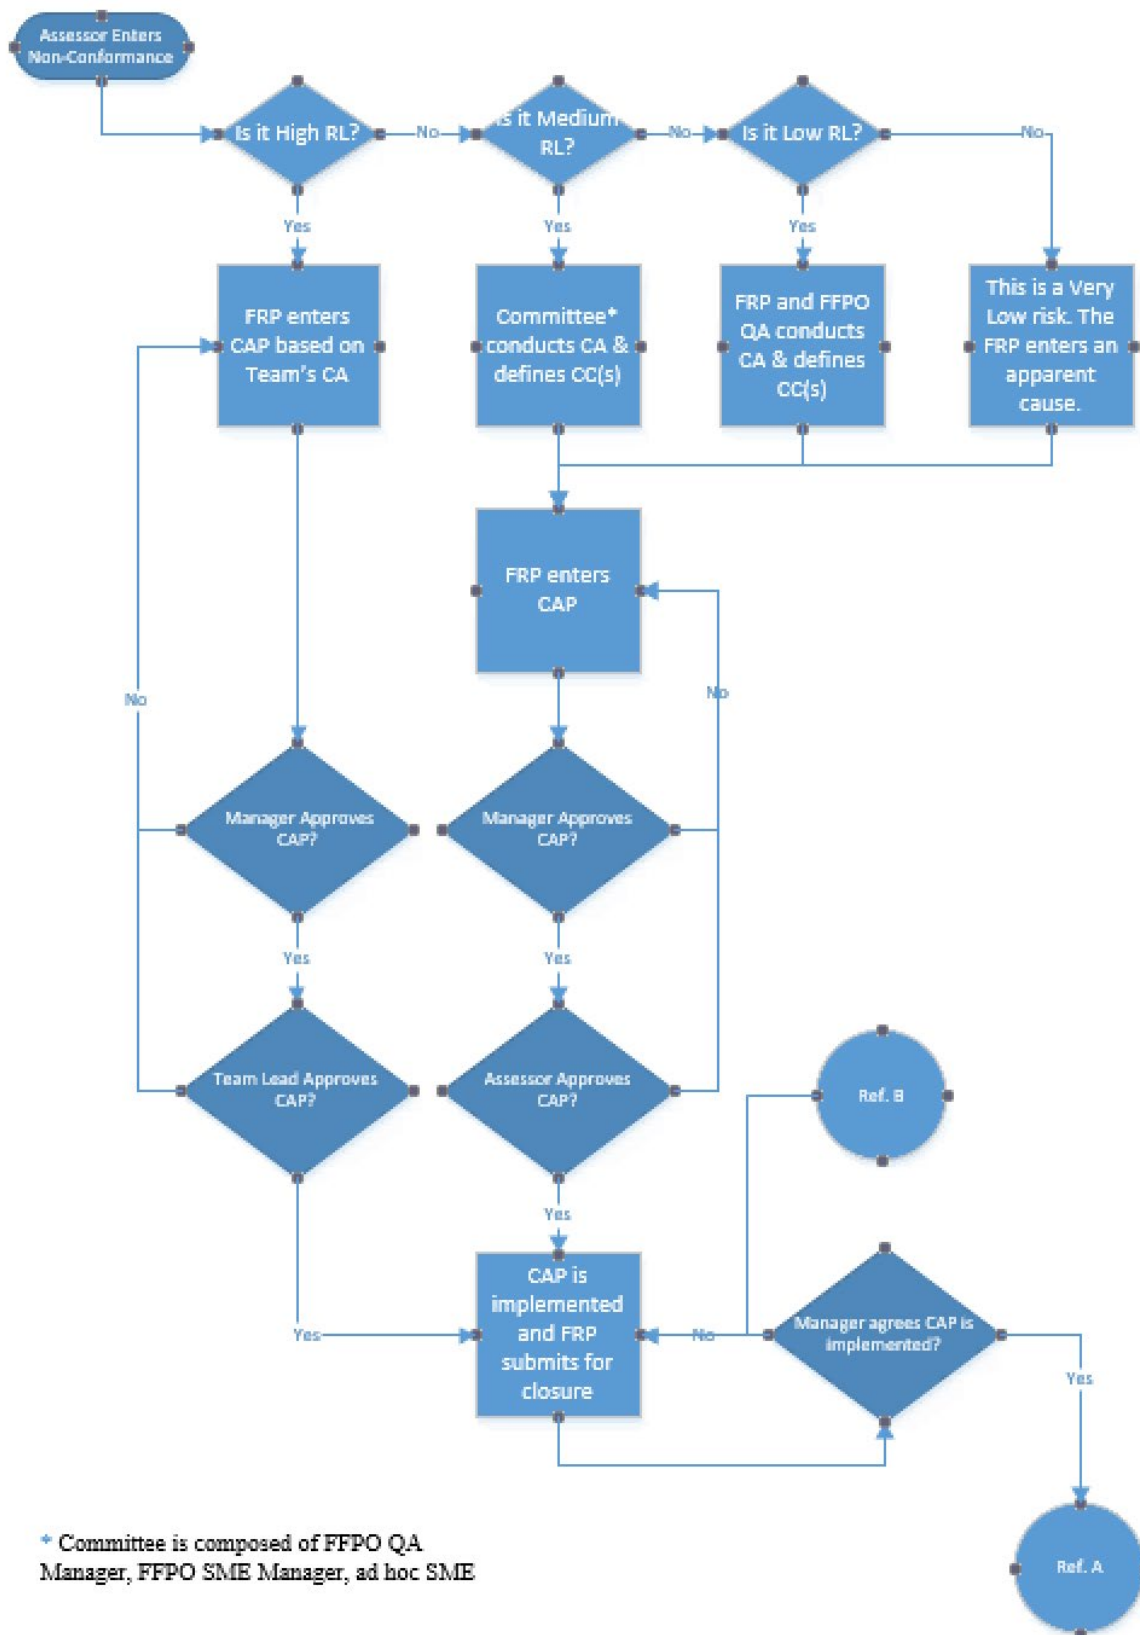 Assessor Enters
Non-Conformance
Is it High RL?
No
Is it Medium
RL?
No
Is it Low RL?
No
Yes
Yes
Yes
FRP enters
CAP based on
Team's CA
Committee*
conducts CA &
defines CC(s)
FRP and FFPO
QA conducts
CA & defines
CC(s)
This is a Very
Low risk. The
FRP enters an
apparent
cause.
FRP enters
CAP
No
No
Manager Approves
CAP?
Manager Approves
CAP?
Yes
Yes
Team Lead Approves
CAP?
Assessor Approves
CAP?
Ref. B
Yes
CAP is
implemented
and FRP
submits for
closure
Yes
No
Manager agrees CAP is
implemented?
Yes
* Committee is composed of FFPO QA
Manager, FFPO SME Manager, ad hoc SME
Ref. A